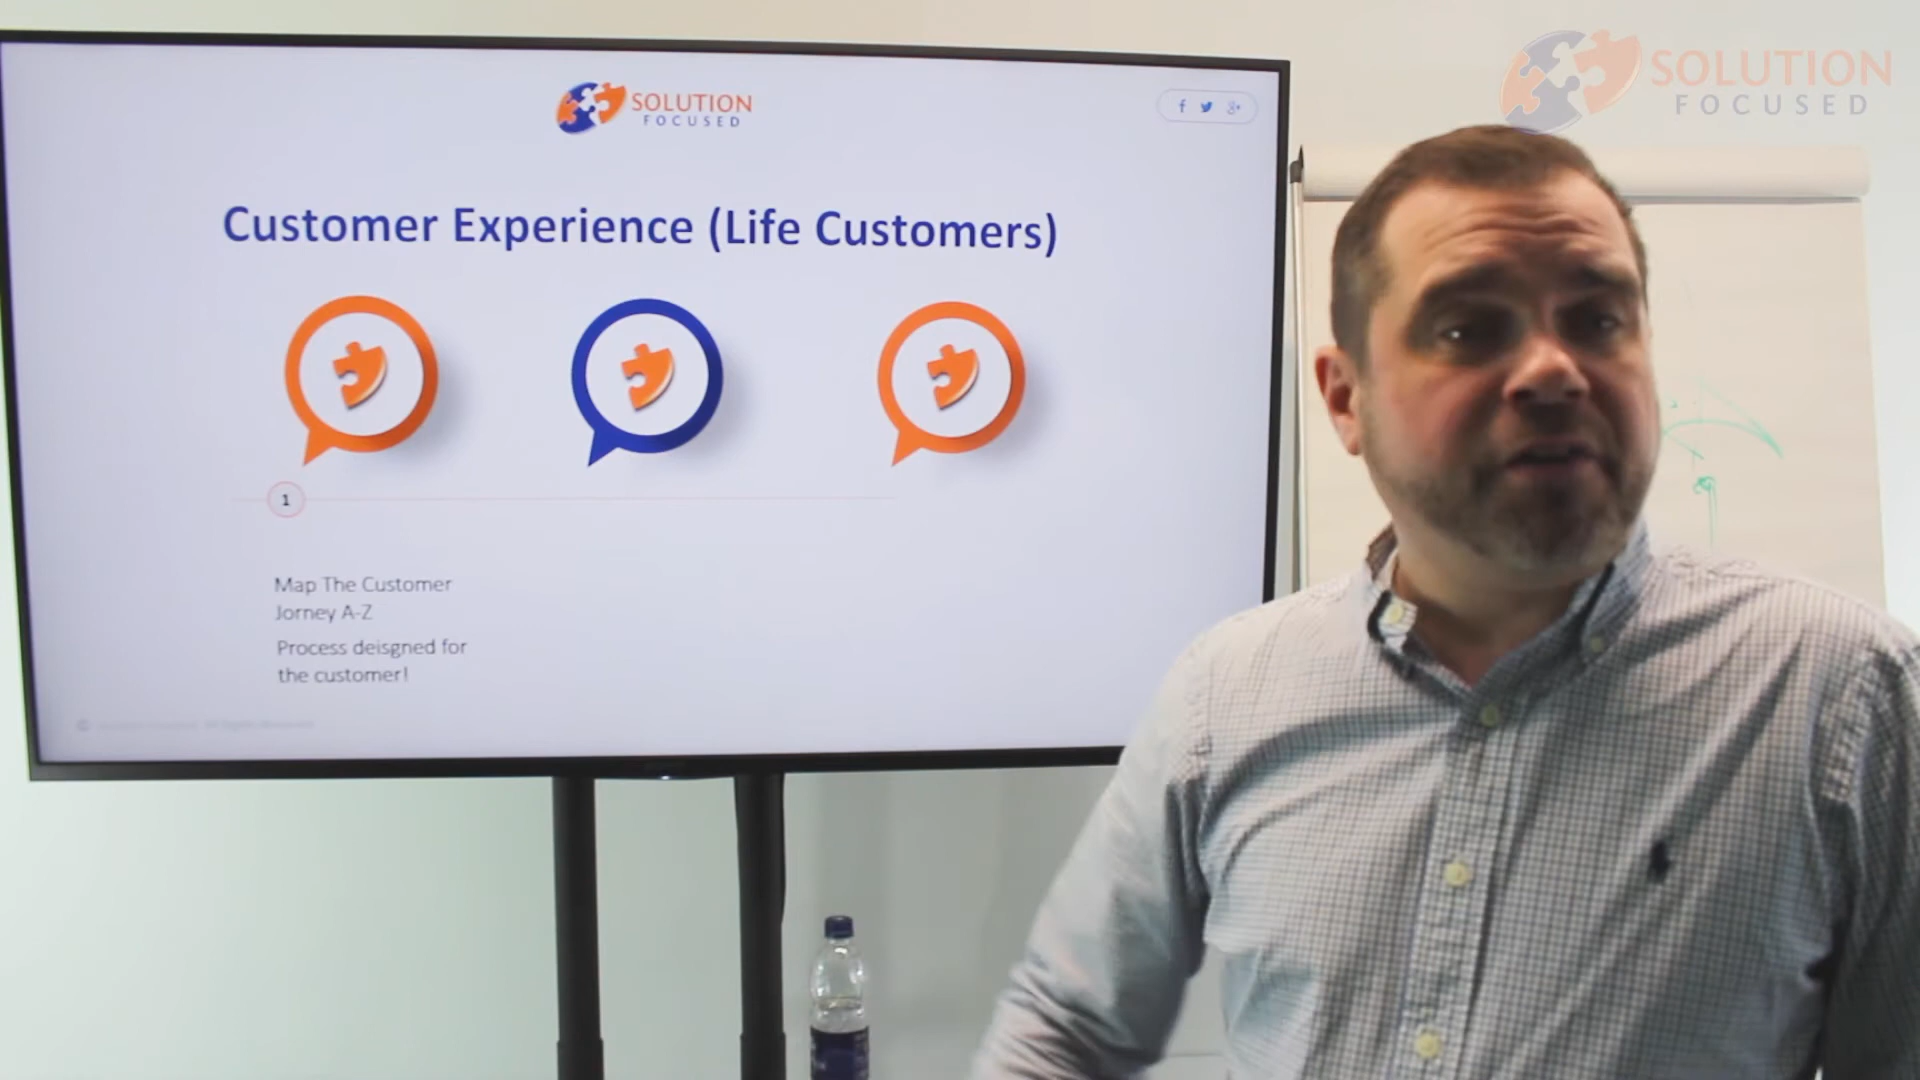 SOLUTION
FOCUSED
SOLUTION
FOCUSED
Customer Experience (Life Customers)
1
Map The Customer
Jorney A-Z
Process deisgned for
the customer!